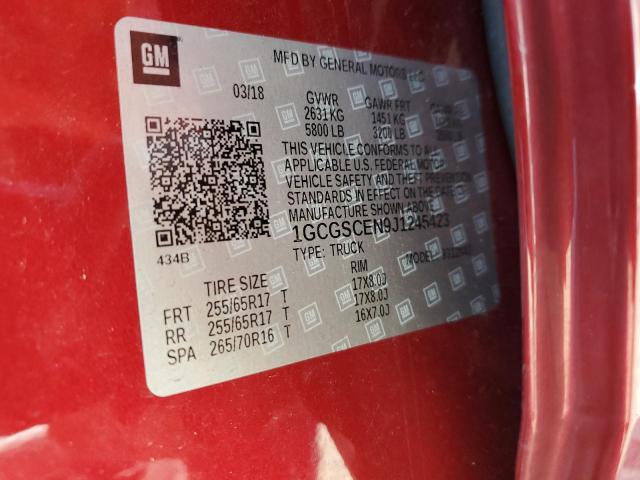 GM
MFD BY GENERAL MOTORS LLC
03/18
GVWR GAWR FRT
2631 KG 1451 KG
5800 LB 3200 LB
THIS VEHICLE CONFORMS TO ALL
APPLICABLE U.S. FEDERAL MOTOR
VEHICLE SAFETY AND THEFT PREVENTION
STANDARDS IN EFFECT ON THE DATE OF
MANUFACTURE SHOWN ABOVE.
1GCGSCEN9J1245423
434B
TYPE: TRUCK MODEL:
TIRE SIZE RIM
FRT 255/65R17 T 17X8.0J
RR 255/65R17 T 17X8.0J
SPA 265/70R16 T 16X7.0J